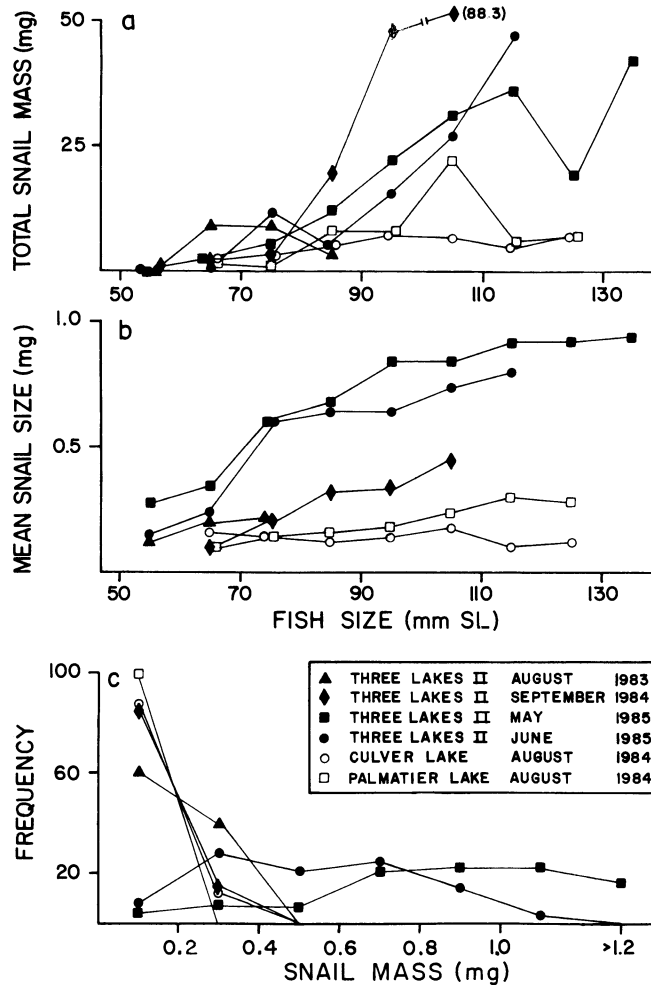 a
(88.3)
TOTAL SNAIL MASS (mg)
50
25
50 70 90 110 130
b
MEAN SNAIL SIZE (mg)
1.0
0.5
50 70 90 110 130
FISH SIZE (mm SL)
c
FREQUENCY
100
60
20
THREE LAKES II AUGUST 1983
THREE LAKES II SEPTEMBER 1984
THREE LAKES II MAY 1985
THREE LAKES II JUNE 1985
CULVER LAKE AUGUST 1984
PALMATIER LAKE AUGUST 1984
0.2 0.4 0.6 0.8 1.0 >1.2
SNAIL MASS (mg)